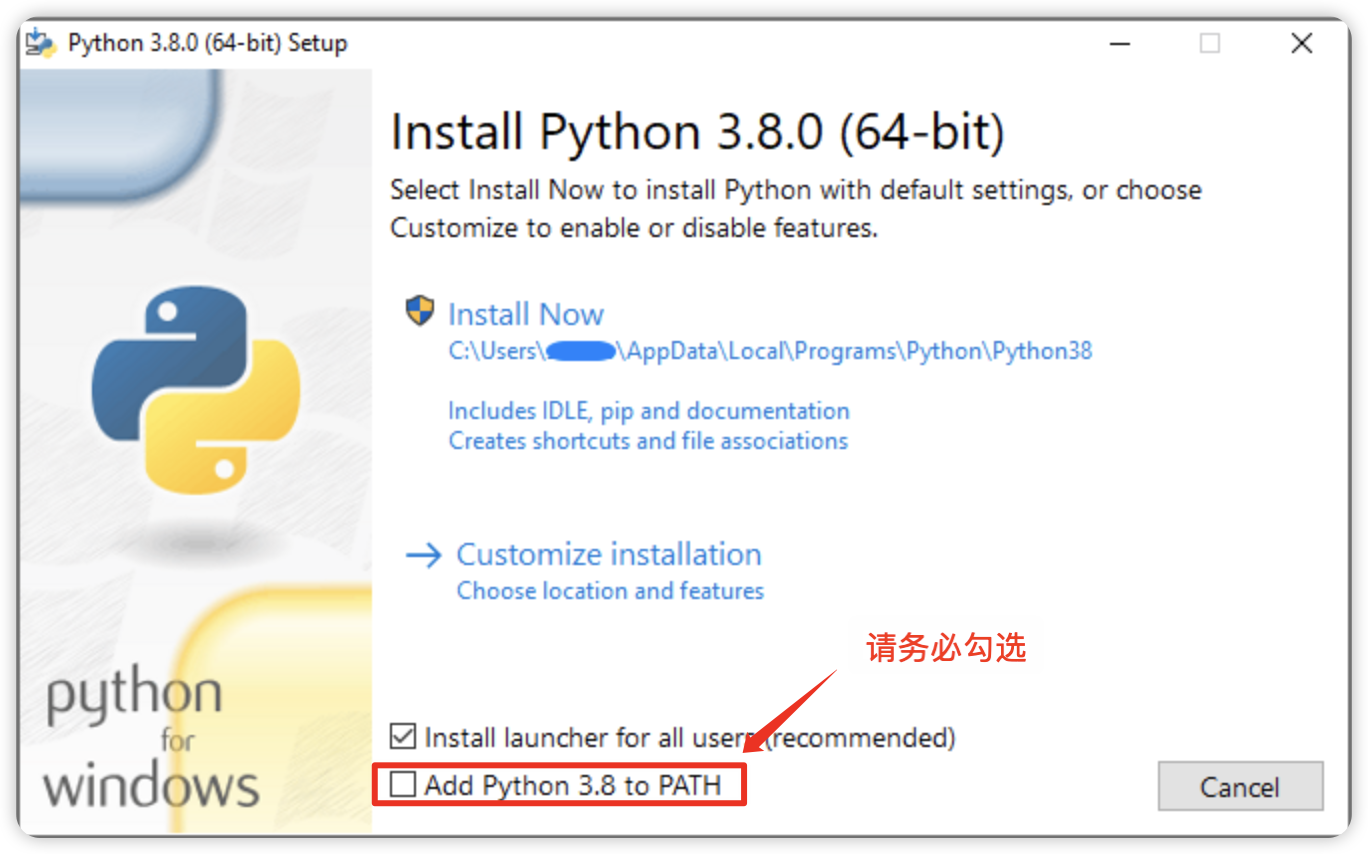 Python 3.8.0 (64-bit) Setup
Install Python 3.8.0 (64-bit)
Select Install Now to install Python with default settings, or choose
Customize to enable or disable features.
Install Now
C:\Users\ \AppData\Local\Programs\Python\Python38
Includes IDLE, pip and documentation
Creates shortcuts and file associations
Customize installation
Choose location and features
请务必勾选
Install launcher for all users (recommended)
Add Python 3.8 to PATH
Cancel
python
for
windows